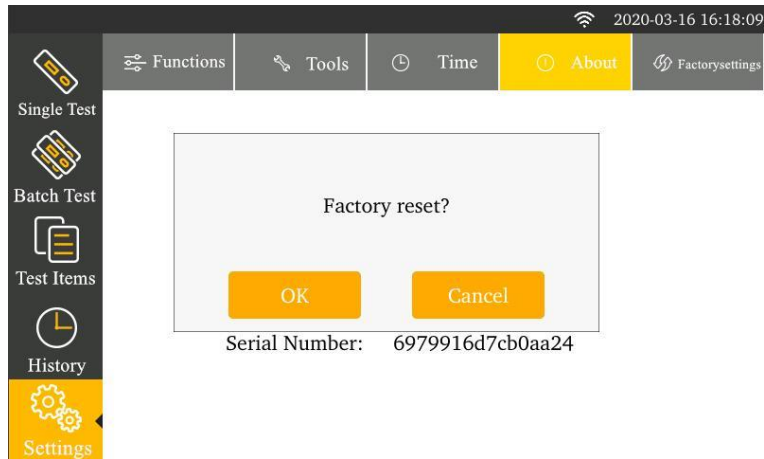 2020-03-16 16:18:09
Functions
Tools
Time
About
Factorysettings
Single Test
Batch Test
Test Items
History
Settings
Factory reset?
OK
Cancel
Serial Number: 6979916d7cb0aa24